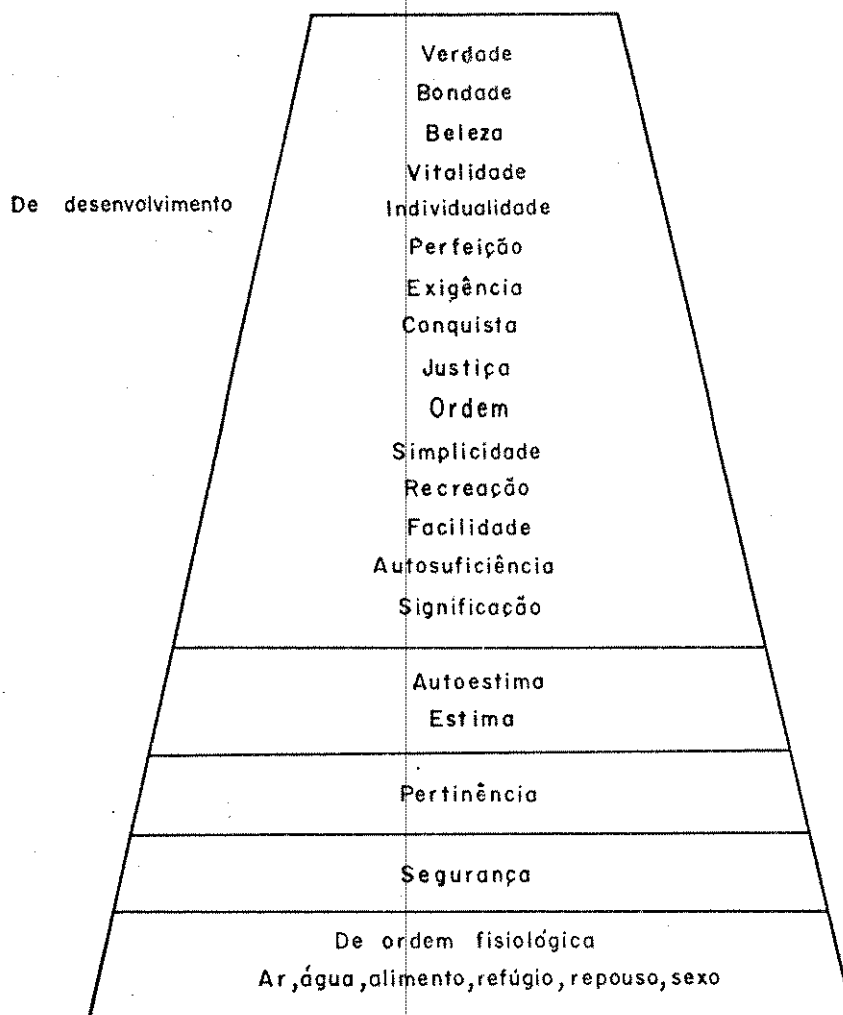 Verdade
Bondade
Beleza
Vitalidade
De desenvolvimento
Individualidade
Perfeição
Exigência
Conquista
Justiça
Ordem
Simplicidade
Recreação
Facilidade
Autosuficiência
Significação
Autoestima
Estima
Pertinência
Segurança
De ordem fisiológica
Ar, água, alimento, refúgio, repouso, sexo